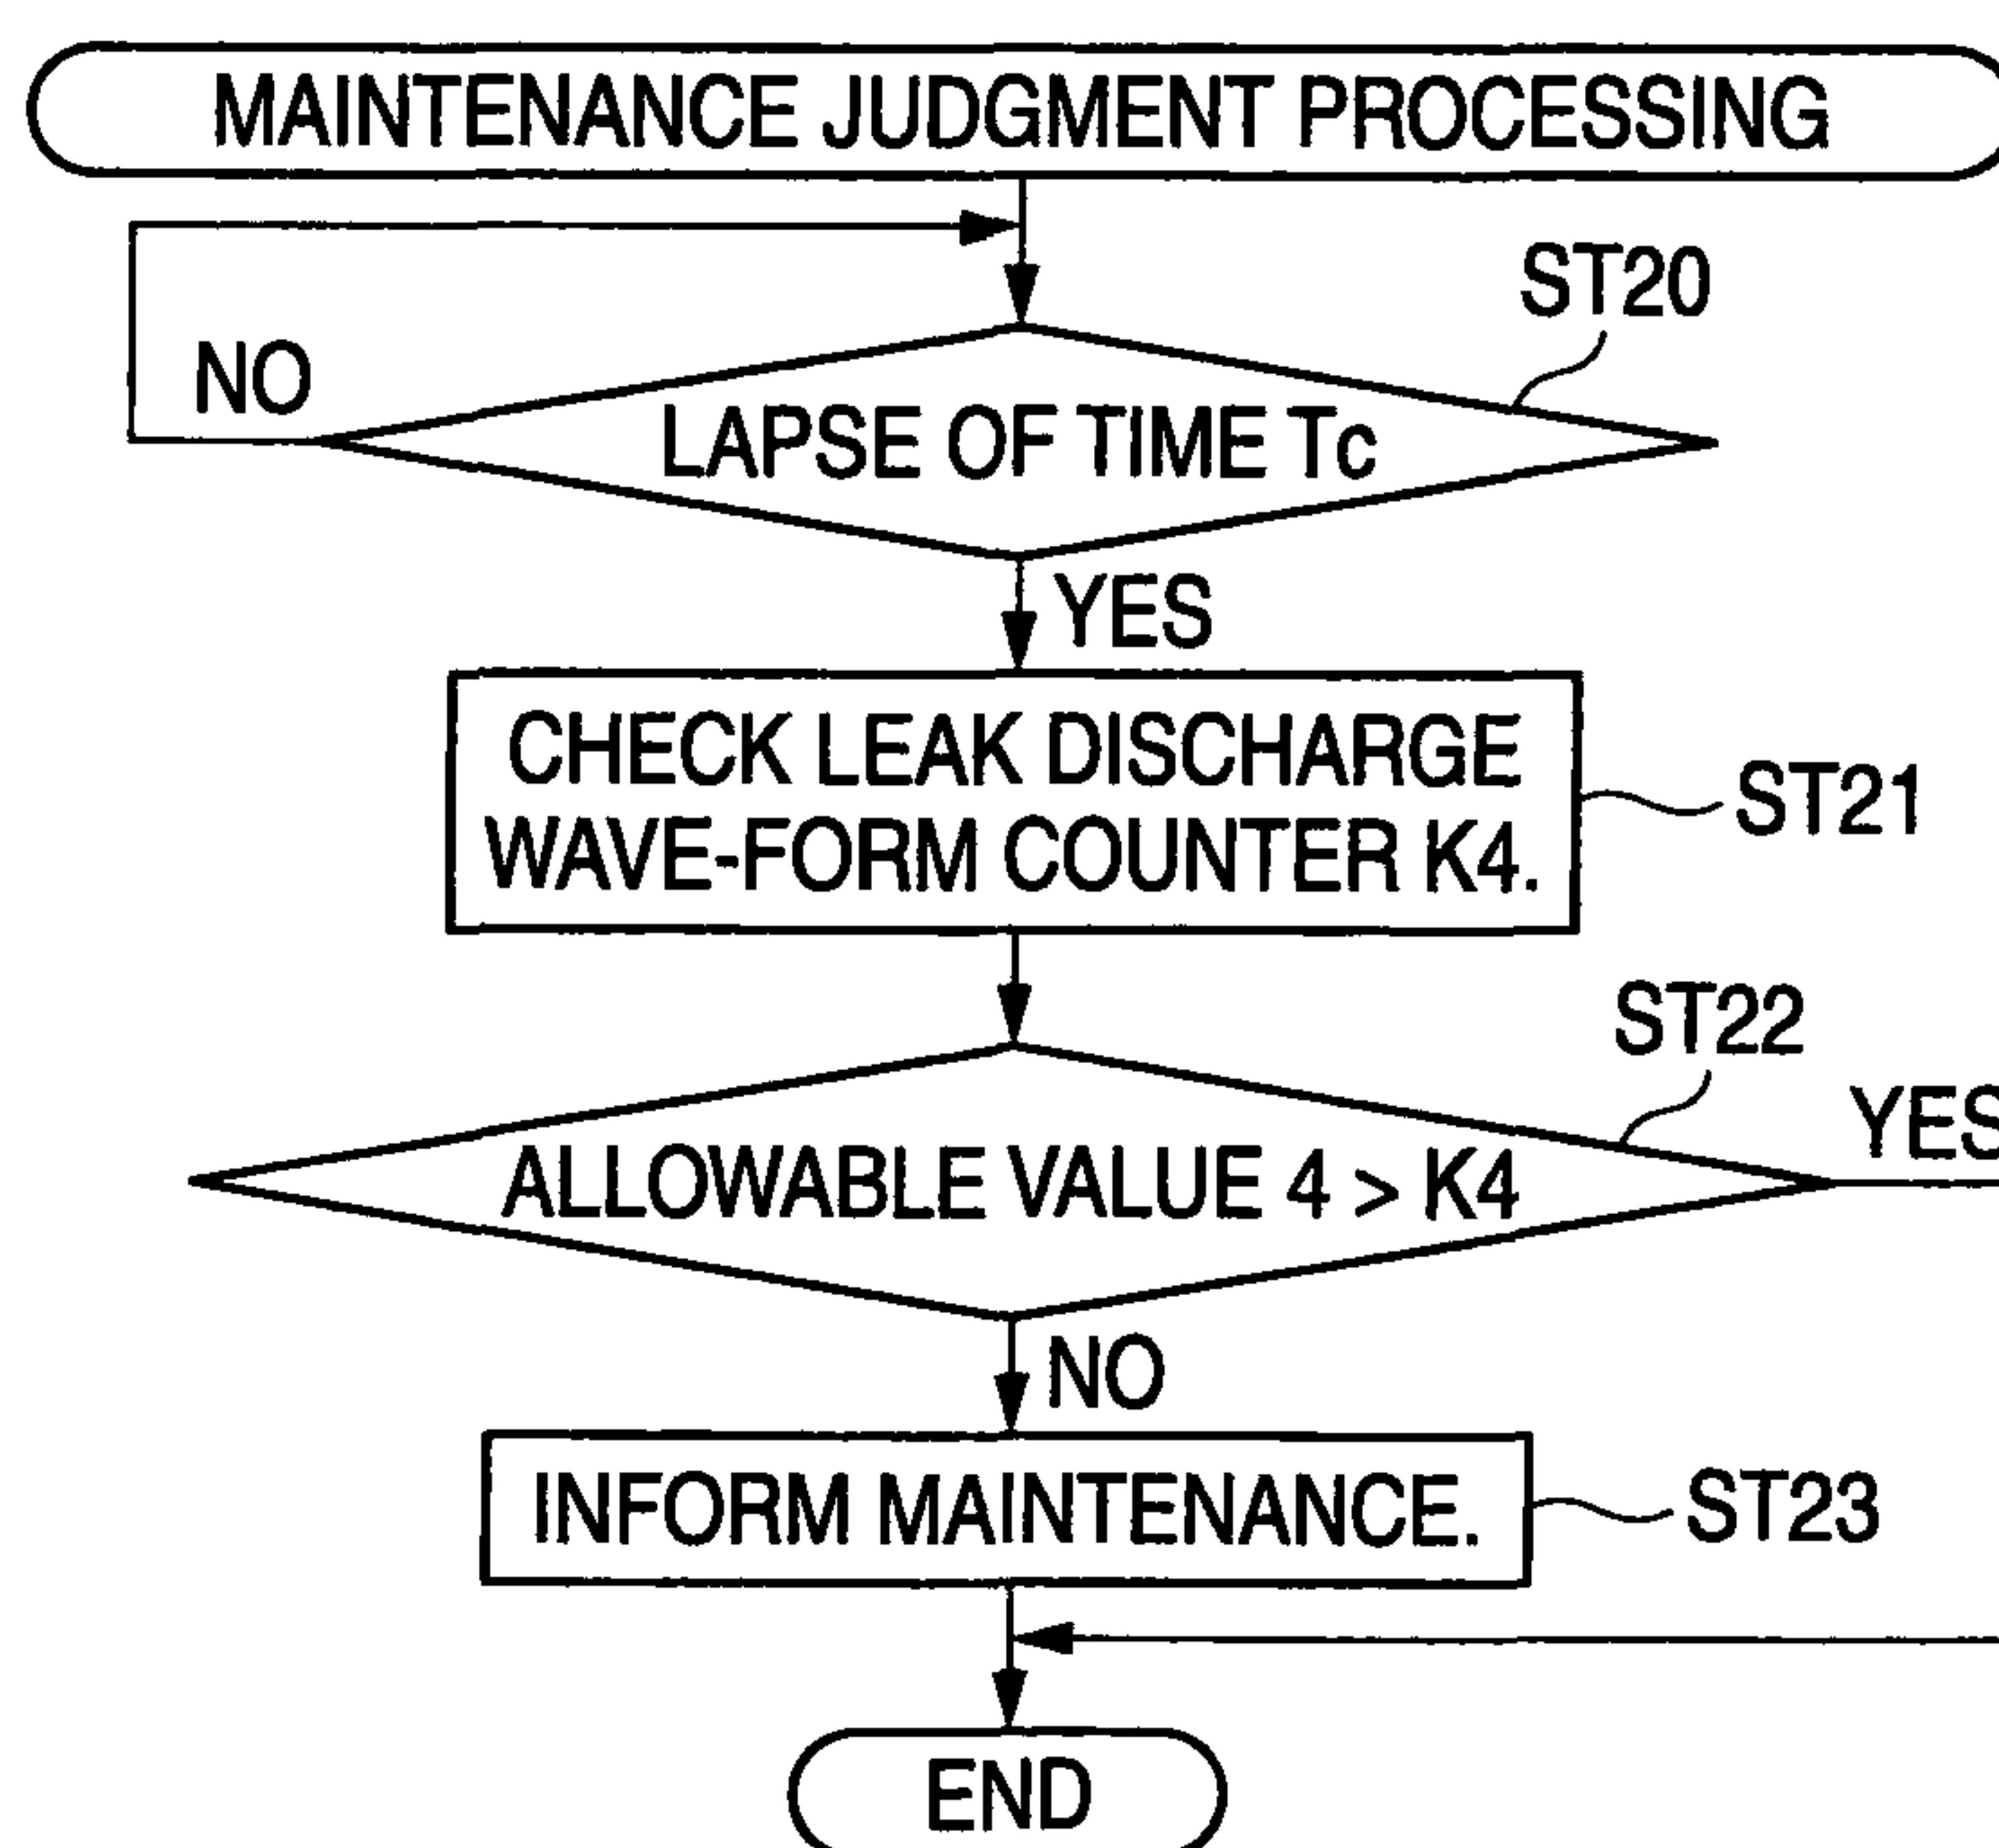 MAINTENANCE JUDGMENT PROCESSING
ST20
NO
LAPSE OF TIME Tc
YES
CHECK LEAK DISCHARGE
WAVE-FORM COUNTER K4.
ST21
ST22
YES
ALLOWABLE VALUE 4 > K4
NO
INFORM MAINTENANCE.
ST23
END